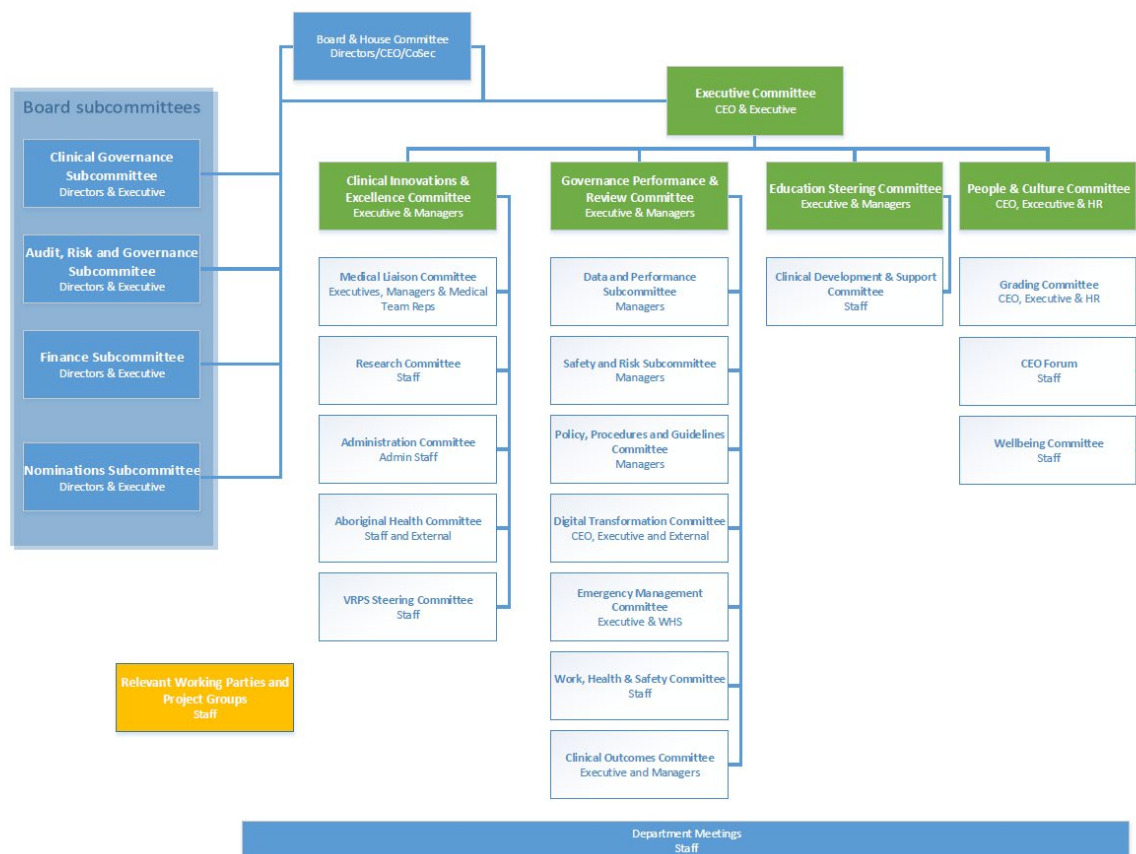 Board & House Committee
Directors/CEO/CoSec
Executive Committee
CEO & Executive
Board subcommittees
Clinical Governance
Subcommittee
Directors & Executive
Audit, Risk and Governance
Subcommitee
Directors & Executive
Finance Subcommittee
Directors & Executive
Nominations Subcommittee
Directors & Executive
Clinical Innovations &
Excellence Committee
Executive & Managers
Governance Performance &
Review Committee
Executive & Managers
Education Steering Committee
Executive & Managers
People & Culture Committee
CEO, Excecutive & HR
Medical Liaison Committee
Executives, Managers & Medical
Team Reps
Research Committee
Staff
Administration Committee
Admin Staff
Aboriginal Health Committee
Staff and External
VRPS Steering Committee
Staff
Data and Performance
Subcommittee
Managers
Safety and Risk Subcommittee
Managers
Policy, Procedures and Guidelines
Committee
Managers
Digital Transformation Committee
CEO, Executive and External
Emergency Management
Committee
Executive & WHS
Work, Health & Safety Committee
Staff
Clinical Outcomes Committee
Executive and Managers
Clinical Development & Support
Committee
Staff
Grading Committee
CEO, Executive & HR
CEO Forum
Staff
Wellbeing Committee
Staff
Relevant Working Parties and
Project Groups
Staff
Department Meetings
Staff